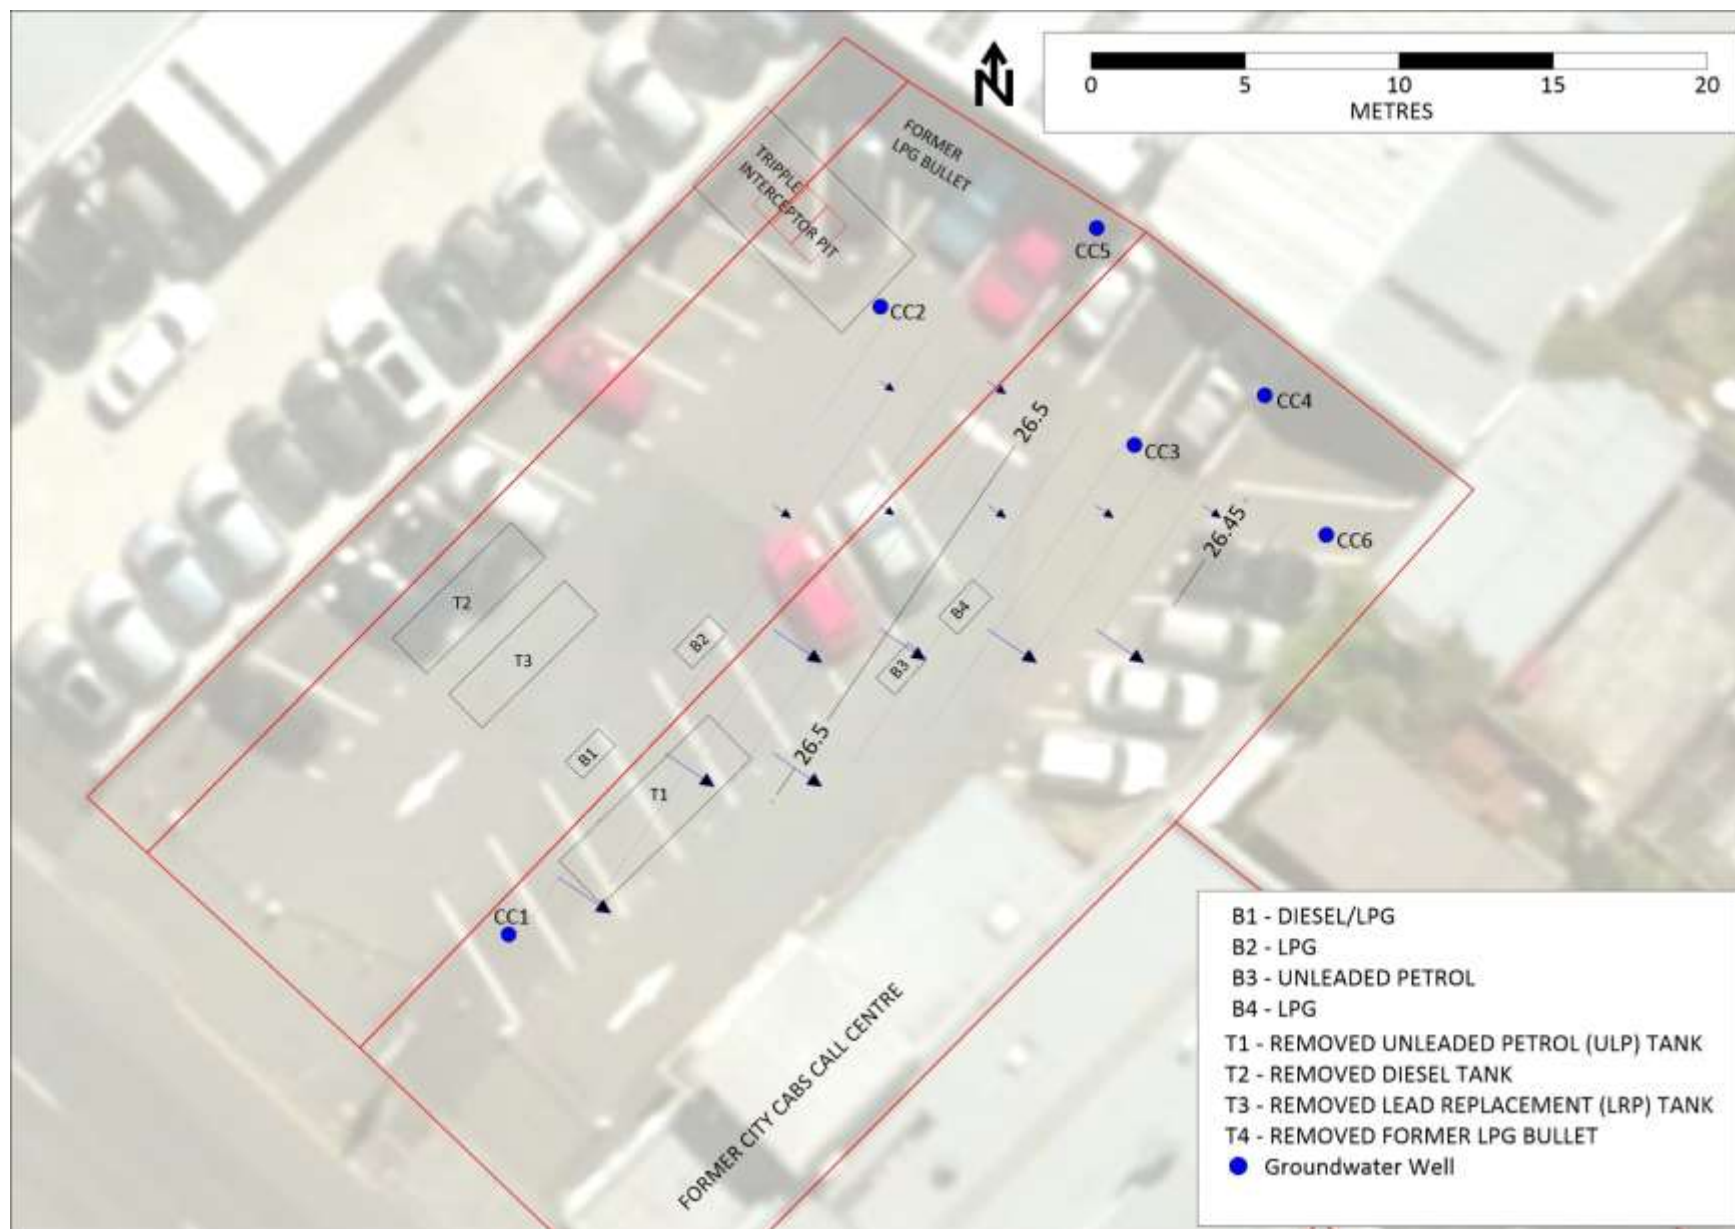 N
0 5 10 15 20
METRES
FORMER
LPG BULLET
TRIPPLE
INTERCEPTOR PIT
CC5
CC2
26.5
CC4
CC3
26.45
CC6
T2
T3
B2
B4
B3
B1
26.5
T1
CC1
FORMER CITY CABS CALL CENTRE
B1 - DIESEL/LPG
B2 - LPG
B3 - UNLEADED PETROL
B4 - LPG
T1 - REMOVED UNLEADED PETROL (ULP) TANK
T2 - REMOVED DIESEL TANK
T3 - REMOVED LEAD REPLACEMENT (LRP) TANK
T4 - REMOVED FORMER LPG BULLET
Groundwater Well